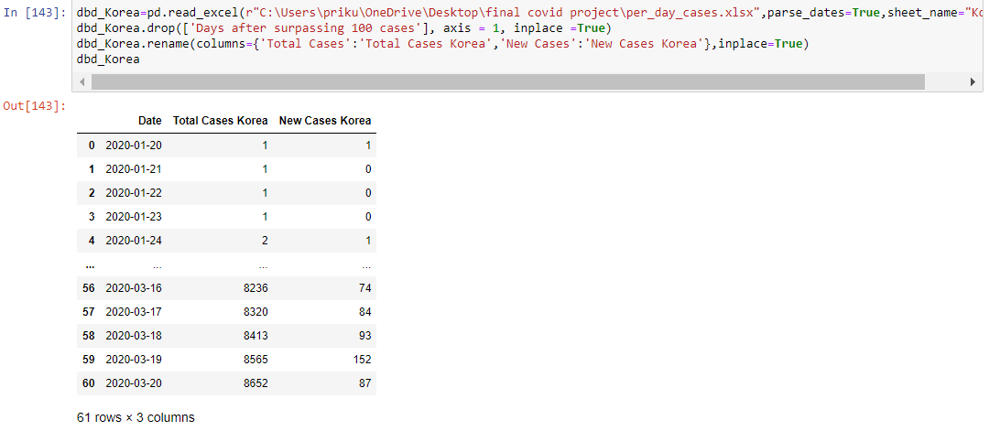 In [143]: dbd_Korea=pd.read_excel(r"C:\Users\priku\OneDrive\Desktop\final covid project\per_day_cases.xlsx",parse_dates=True,sheet_name="Ko
dbd_Korea.drop(['Days after surpassing 100 cases'], axis = 1, inplace =True)
dbd_Korea.rename(columns={'Total Cases':'Total Cases Korea','New Cases':'New Cases Korea'},inplace=True)
dbd_Korea
Out[143]:
Date Total Cases Korea New Cases Korea
0 2020-01-20 1 1
1 2020-01-21 1 0
2 2020-01-22 1 0
3 2020-01-23 1 0
4 2020-01-24 2 1
... ... ... ...
56 2020-03-16 8236 74
57 2020-03-17 8320 84
58 2020-03-18 8413 93
59 2020-03-19 8565 152
60 2020-03-20 8652 87
61 rows × 3 columns